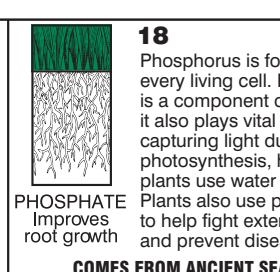 18
Phosphorus is fo
every living cell.
is a component
it also plays vital
capturing light du
photosynthesis,
plants use water
Plants also use p
to help fight exter
and prevent dise
PHOSPHATE
Improves
root growth
COMES FROM ANCIENT SEA